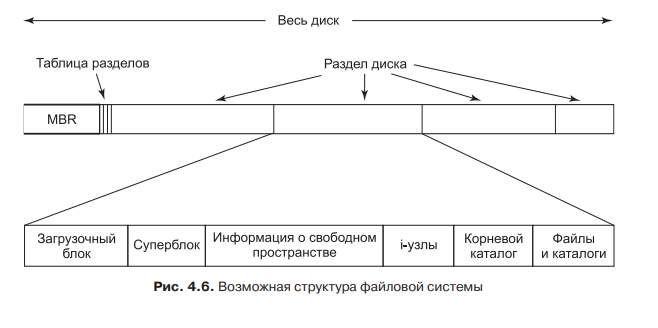 Весь диск
Таблица разделов
Раздел диска
MBR
Загрузочный
блок
Суперблок
Информация о свободном
пространстве
i-узлы
Корневой
каталог
Файлы
и каталоги
Рис. 4.6. Возможная структура файловой системы